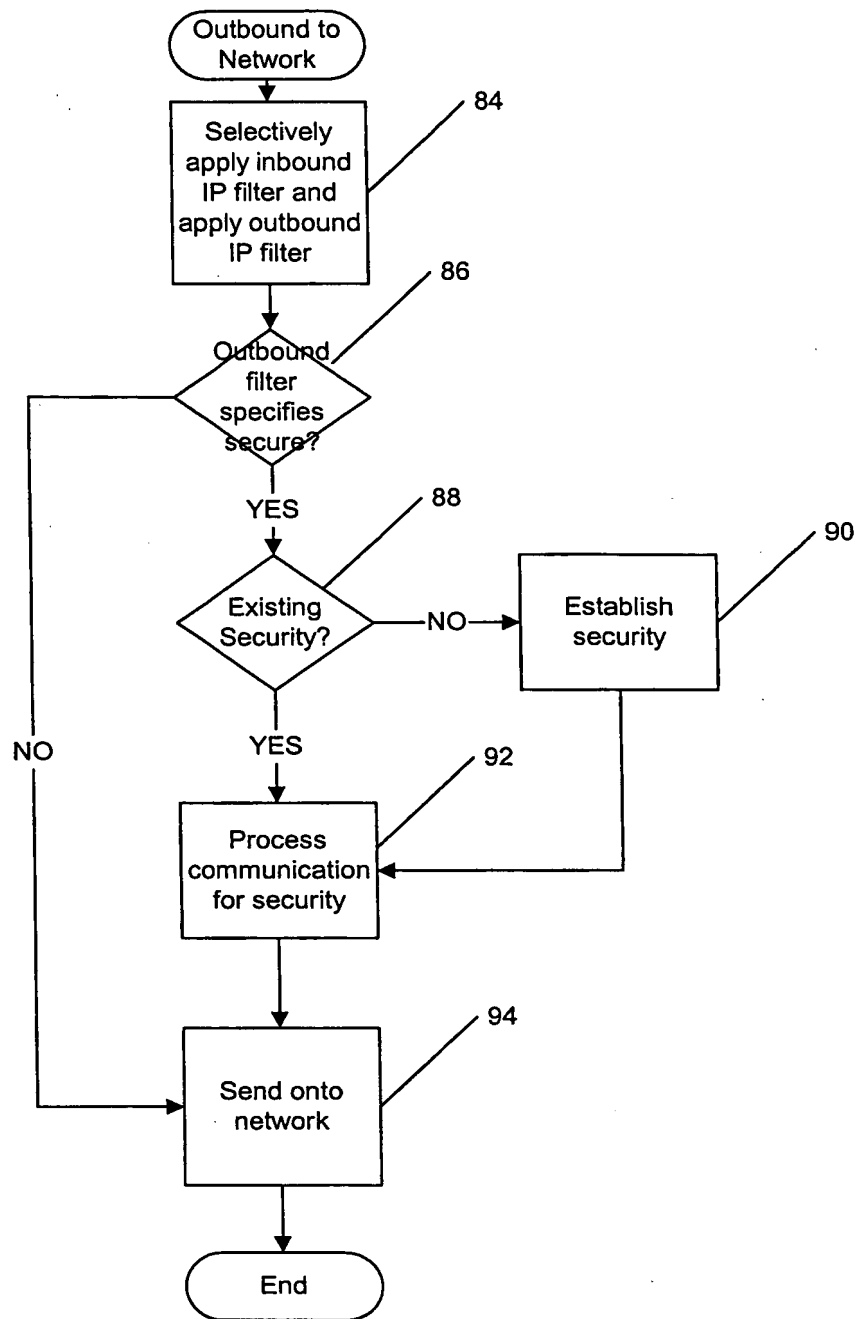 Outbound to
Network
84
Selectively
apply inbound
IP filter and
apply outbound
IP filter
86
Outbound
filter
specifies
secure?
YES
88
90
Existing
Security?
NO
Establish
security
NO
YES
92
Process
communication
for security
94
Send onto
network
End